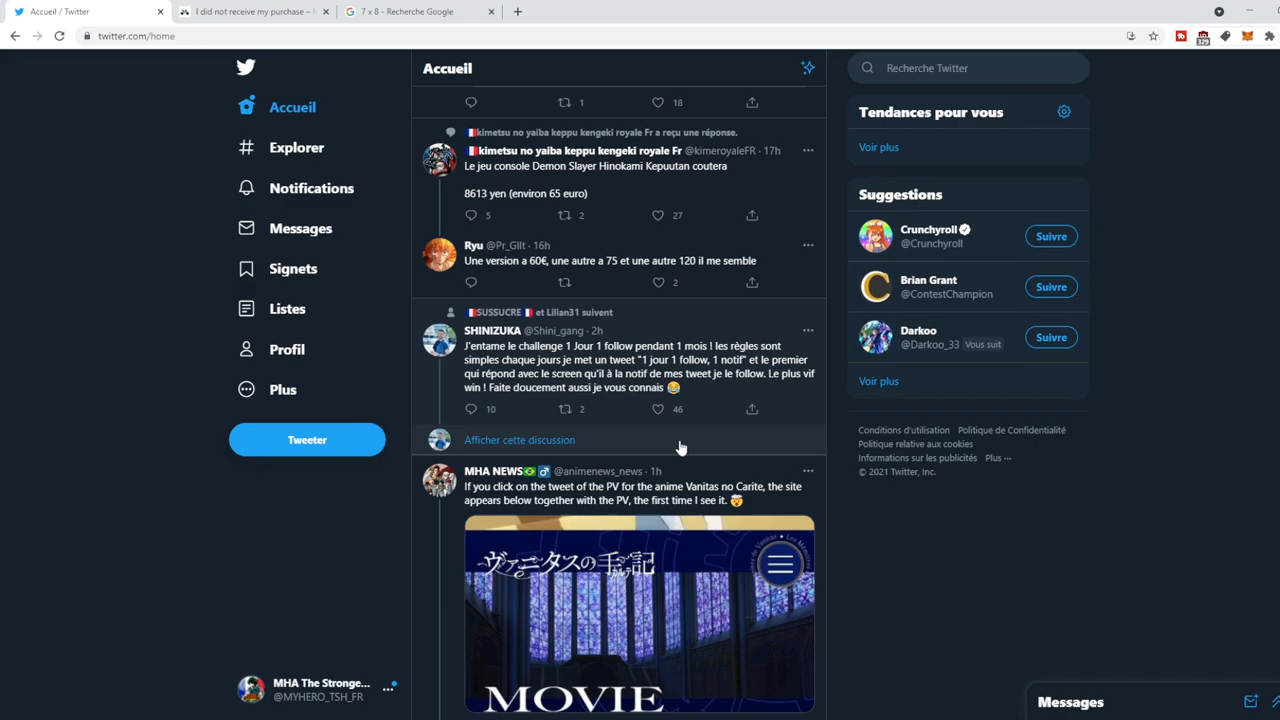 Accueil / Twitter
I did not receive my purchase –
7 x 8 - Recherche Google
twitter.com/home
329
Accueil
Explorer
Notifications
Messages
Signets
Listes
Profil
Plus
Tweeter
MHA The Stronge...
@MYHERO_TSH_FR
Accueil
1 18
kimetsu no yaiba keppu kengeki royale Fr a reçu une réponse.
kimetsu no yaiba keppu kengeki royale Fr @kimeroyaleFR · 17h
Le jeu console Demon Slayer Hinokami Kepuutan coutera
8613 yen (environ 65 euro)
5 2 27
Ryu @Pr_Gllt · 16h
Une version a 60€, une autre a 75 et une autre 120 il me semble
2
🇫🇷SUSSUCRE 🇫🇷 et Lilian31 suivent
SHINIZUKA @Shini_gang · 2h
J'entame le challenge 1 Jour 1 follow pendant 1 mois ! les règles sont
simples chaque jours je met un tweet "1 jour 1 follow, 1 notif" et le premier
qui répond avec le screen qu'il à la notif de mes tweet je le follow. Le plus vif
win ! Faite doucement aussi je vous connais 😂
10 2 46
Afficher cette discussion
MHA NEWS🇧🇷♂️ @animenews_news · 1h
If you click on the tweet of the PV for the anime Vanitas no Carite, the site
appears below together with the PV, the first time I see it. 🤯
ヴァニタスの手記
MOVIE
Recherche Twitter
Tendances pour vous
Voir plus
Suggestions
Crunchyroll
@Crunchyroll
Suivre
Brian Grant
@ContestChampion
Suivre
Darkoo
@Darkoo_33 Vous suit
Suivre
Voir plus
Conditions d'utilisation Politique de Confidentialité
Politique relative aux cookies
Informations sur les publicités Plus ···
© 2021 Twitter, Inc.
Messages